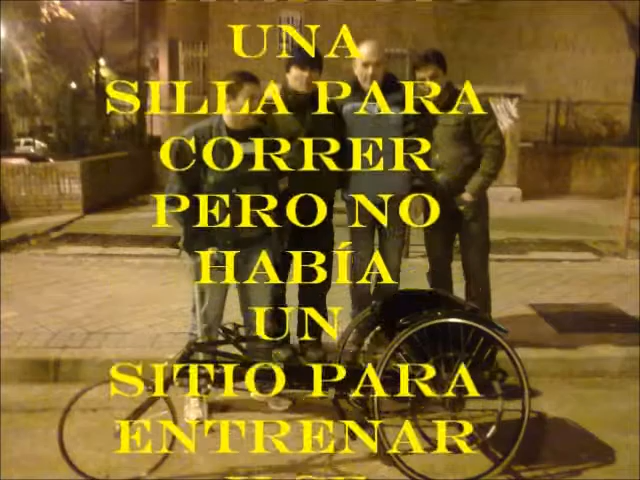 UNA
SILLA PARA
CORRER
PERO NO
HABÍA
UN
SITIO PARA
ENTRENAR